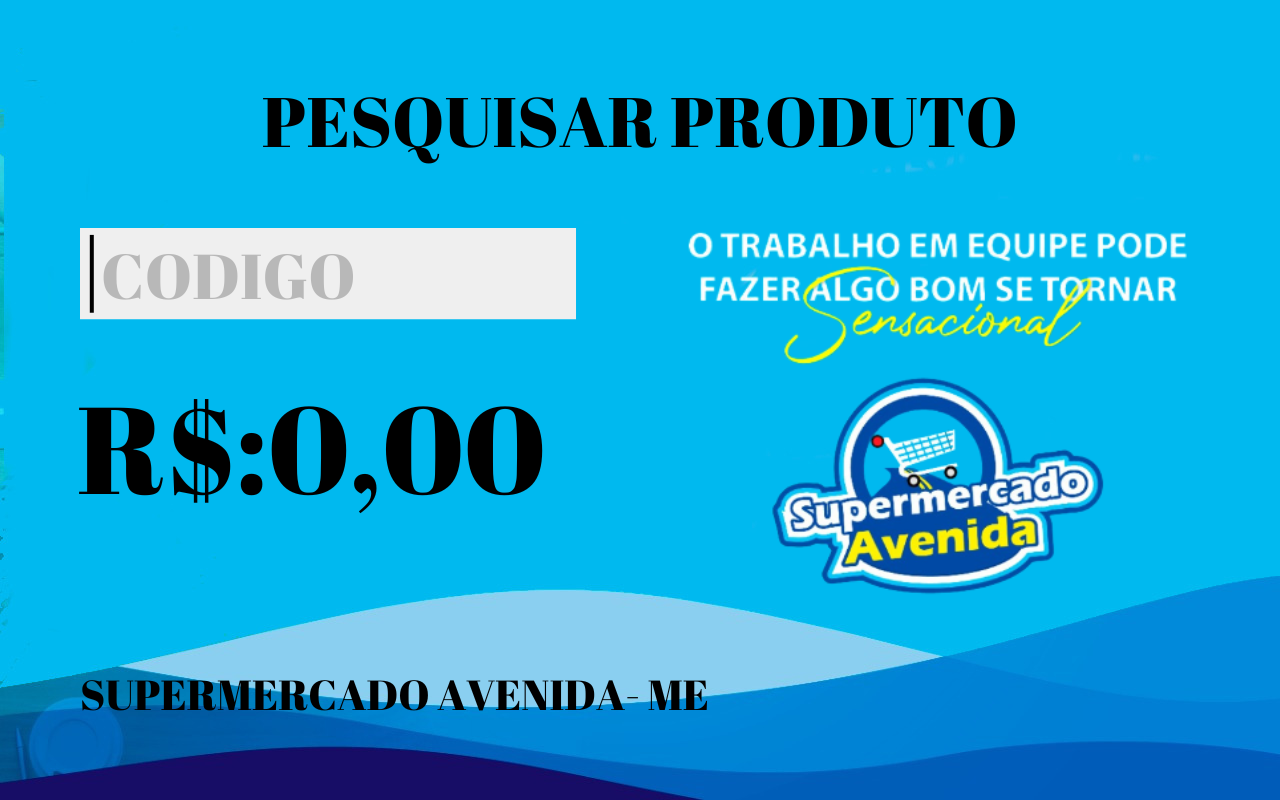 PESQUISAR PRODUTO
CODIGO
R$:0,00
O TRABALHO EM EQUIPE PODE
FAZER ALGO BOM SE TORNAR
Sensacional
Supermercado
Avenida
SUPERMERCADO AVENIDA- ME